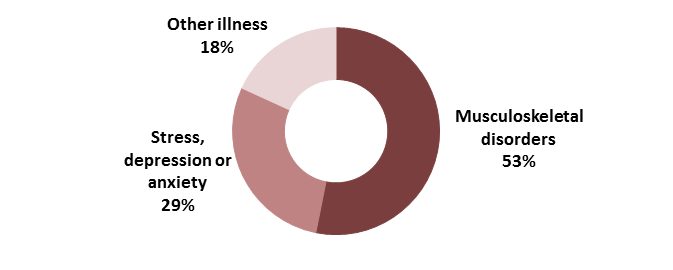 Other illness
18%
Musculoskeletal
disorders
53%
Stress,
depression or
anxiety
29%